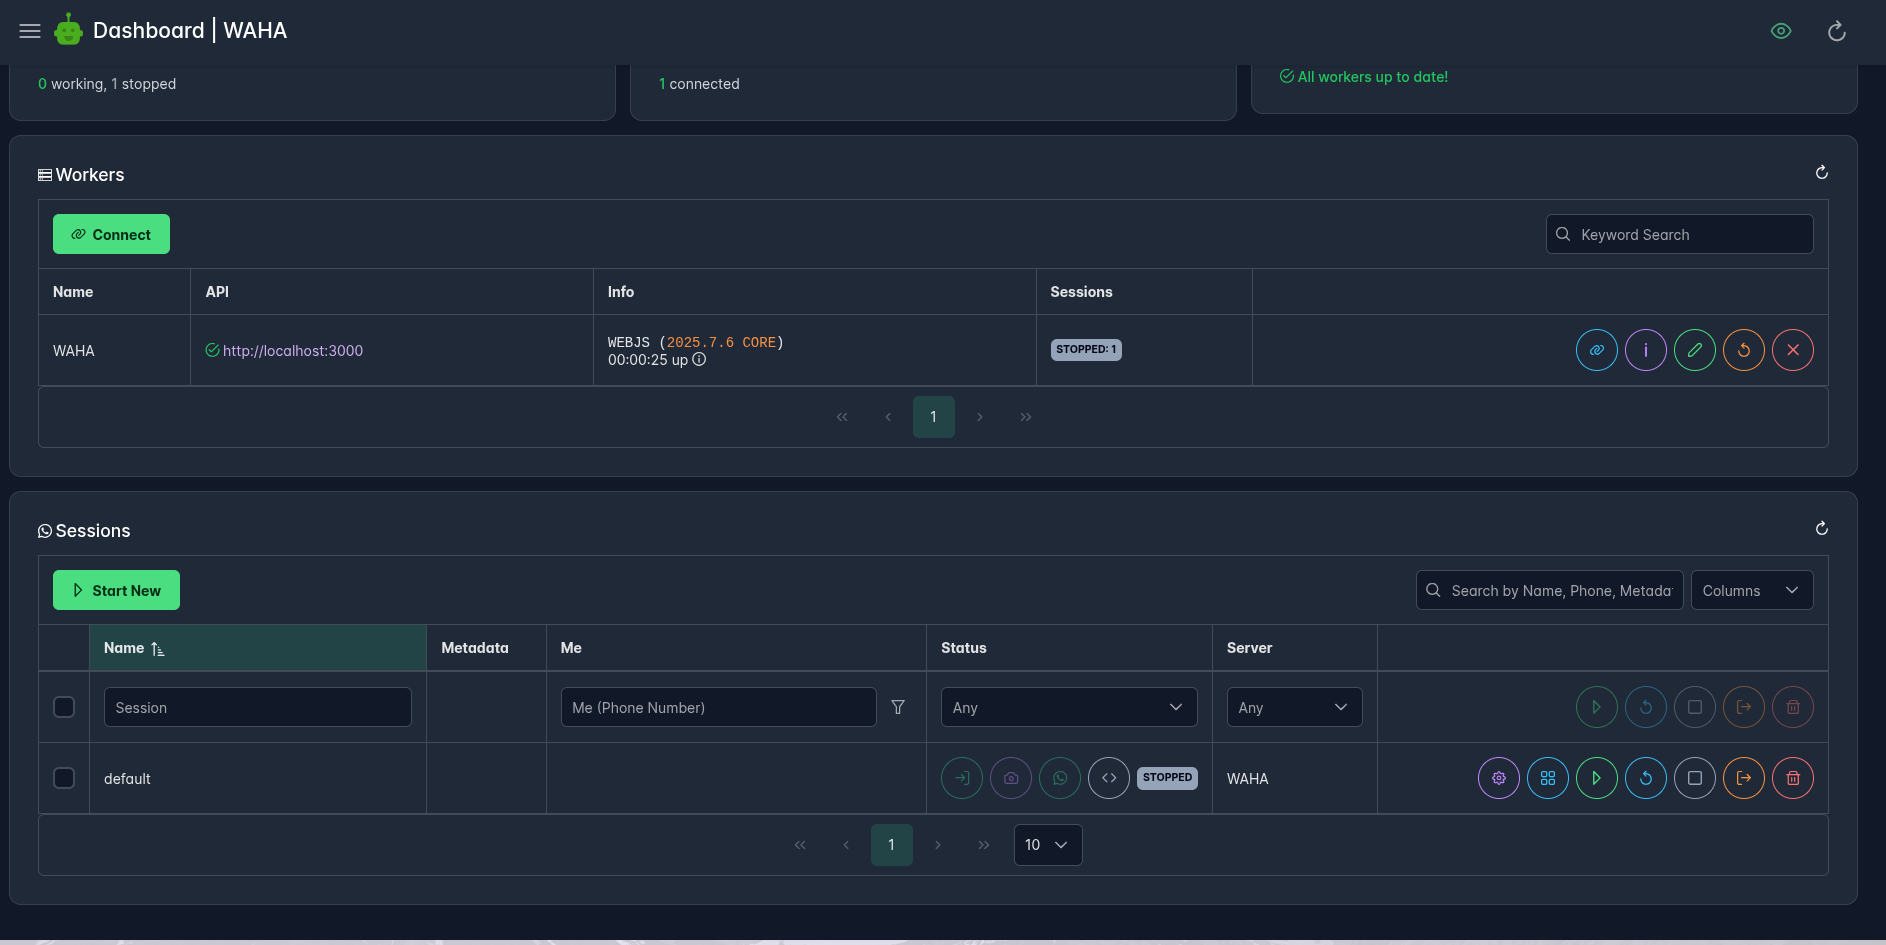 Dashboard | WAHA
0 working, 1 stopped
1 connected
All workers up to date!
Workers
Connect
Keyword Search
Name API Info Sessions
WAHA http://localhost:3000 WEBJS (2025.7.6 CORE) STOPPED: 1
00:00:25 up
1
Sessions
Start New
Search by Name, Phone, Metada
Columns
Name Metadata Me Status Server
Session Me (Phone Number) Any Any
default STOPPED WAHA
1 10